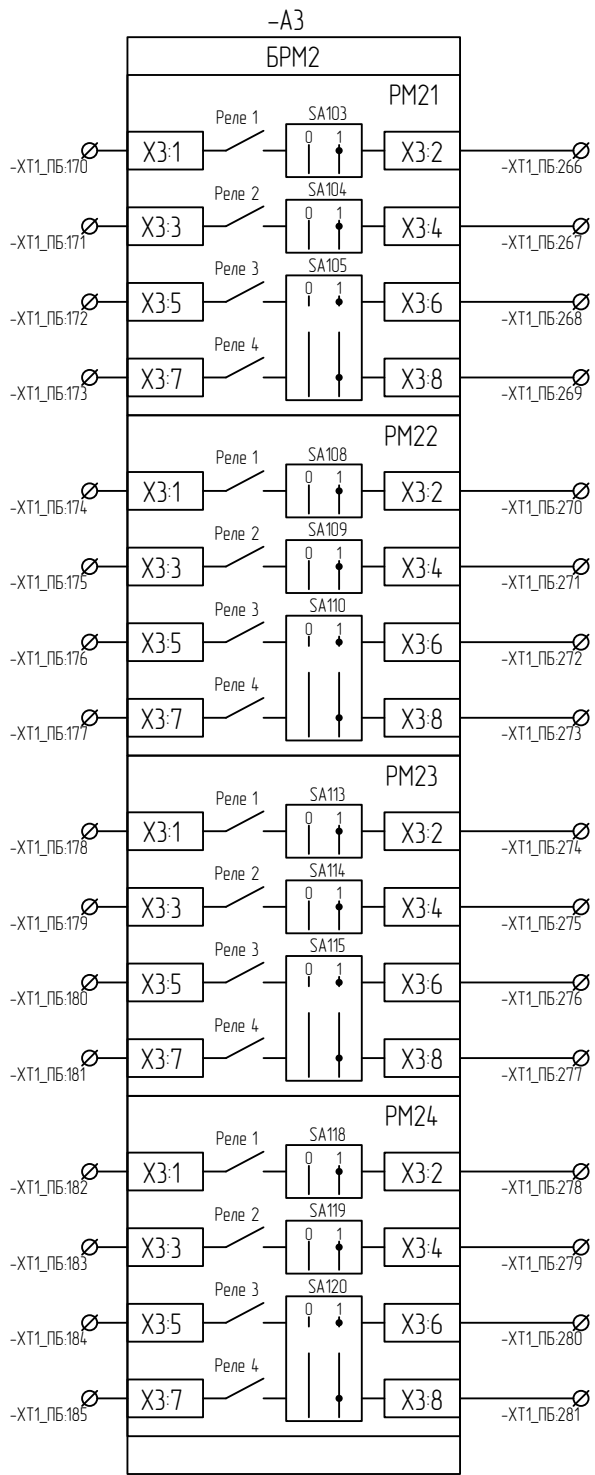 -А3
БРМ2
РМ21
Реле 1
SA103
0 1
X3:1
X3:2
-XT1_ПБ:170
-XT1_ПБ:266
Реле 2
SA104
0 1
X3:3
X3:4
-XT1_ПБ:171
-XT1_ПБ:267
Реле 3
SA105
0 1
X3:5
X3:6
-XT1_ПБ:172
-XT1_ПБ:268
Реле 4
X3:7
X3:8
-XT1_ПБ:173
-XT1_ПБ:269
РМ22
Реле 1
SA108
0 1
X3:1
X3:2
-XT1_ПБ:174
-XT1_ПБ:270
Реле 2
SA109
0 1
X3:3
X3:4
-XT1_ПБ:175
-XT1_ПБ:271
Реле 3
SA110
0 1
X3:5
X3:6
-XT1_ПБ:176
-XT1_ПБ:272
Реле 4
X3:7
X3:8
-XT1_ПБ:177
-XT1_ПБ:273
РМ23
Реле 1
SA113
0 1
X3:1
X3:2
-XT1_ПБ:178
-XT1_ПБ:274
Реле 2
SA114
0 1
X3:3
X3:4
-XT1_ПБ:179
-XT1_ПБ:275
Реле 3
SA115
0 1
X3:5
X3:6
-XT1_ПБ:180
-XT1_ПБ:276
Реле 4
X3:7
X3:8
-XT1_ПБ:181
-XT1_ПБ:277
РМ24
Реле 1
SA118
0 1
X3:1
X3:2
-XT1_ПБ:182
-XT1_ПБ:278
Реле 2
SA119
0 1
X3:3
X3:4
-XT1_ПБ:183
-XT1_ПБ:279
Реле 3
SA120
0 1
X3:5
X3:6
-XT1_ПБ:184
-XT1_ПБ:280
Реле 4
X3:7
X3:8
-XT1_ПБ:185
-XT1_ПБ:281